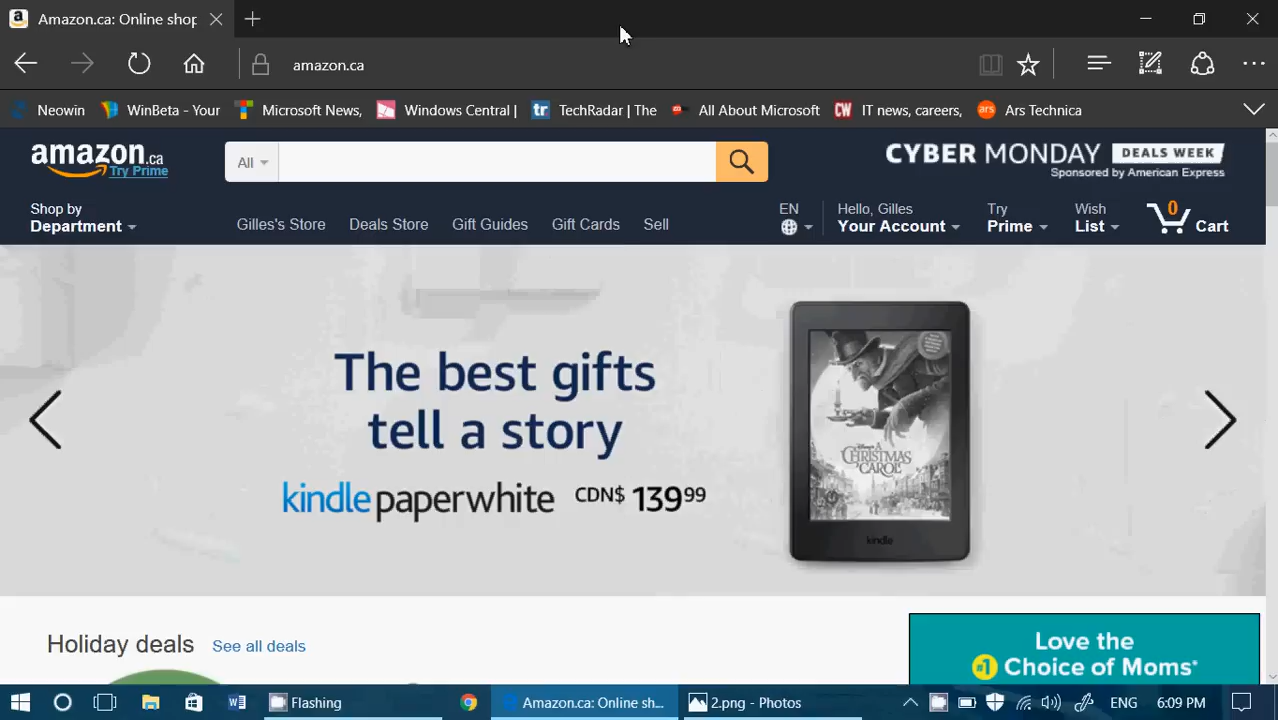 Amazon.ca: Online shop
amazon.ca
Neowin WinBeta - Your Microsoft News, Windows Central | TechRadar | The All About Microsoft CW IT news, careers, ars Ars Technica
amazon.ca
Try Prime
All
CYBER MONDAY DEALS WEEK
Sponsored by American Express
Shop by
Department
Gilles's Store Deals Store Gift Guides Gift Cards Sell
EN
Hello, Gilles
Your Account
Try
Prime
Wish
List
0
Cart
The best gifts
tell a story
kindle paperwhite CDN$ 139 99
DISNEY'S
A
CHRISTMAS
CAROL
kindle
Holiday deals See all deals
Love the
#1 Choice of Moms*
Flashing
Amazon.ca: Online sh...
2.png - Photos
ENG
6:09 PM